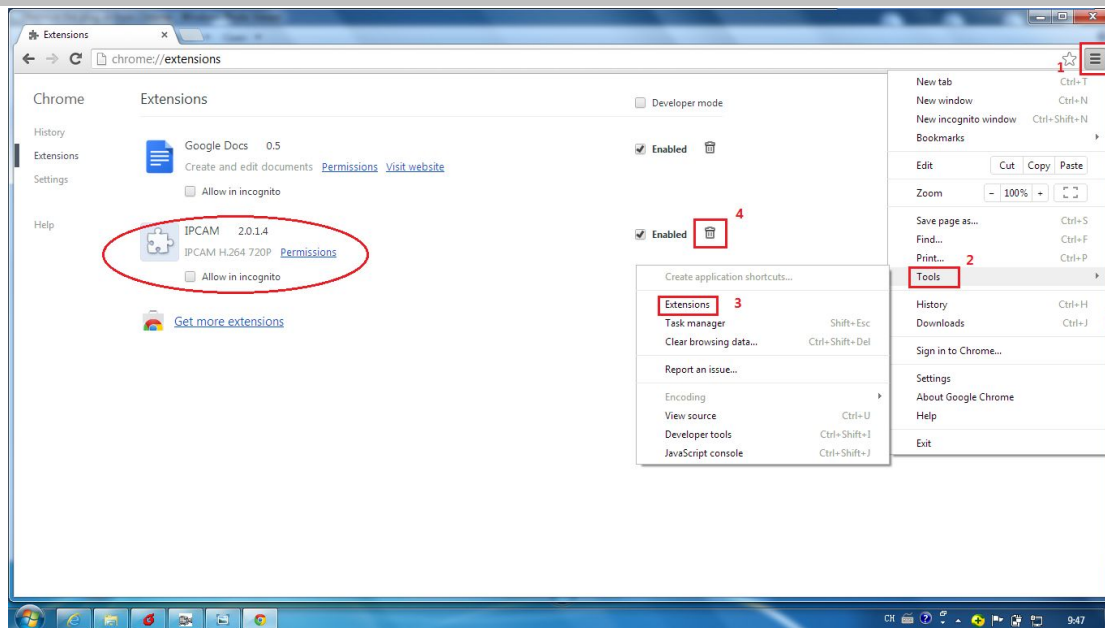 Extensions
chrome://extensions
1
Chrome
History
Extensions
Settings
Help
Extensions
Developer mode
Google Docs 0.5
Create and edit documents Permissions Visit website
Allow in incognito
Enabled
IPCAM 2.0.1.4
IPCAM H.264 720P Permissions
Allow in incognito
Enabled
4
Get more extensions
New tab Ctrl+T
New window Ctrl+N
New incognito window Ctrl+Shift+N
Bookmarks
Edit Cut Copy Paste
Zoom - 100% +
Save page as... Ctrl+S
Find... Ctrl+F
Print... Ctrl+P
2
Tools
History Ctrl+H
Downloads Ctrl+J
Sign in to Chrome...
Settings
About Google Chrome
Help
Exit
Create application shortcuts...
Extensions 3
Task manager Shift+Esc
Clear browsing data... Ctrl+Shift+Del
Report an issue...
Encoding
View source Ctrl+U
Developer tools Ctrl+Shift+I
JavaScript console Ctrl+Shift+J
CH 9:47